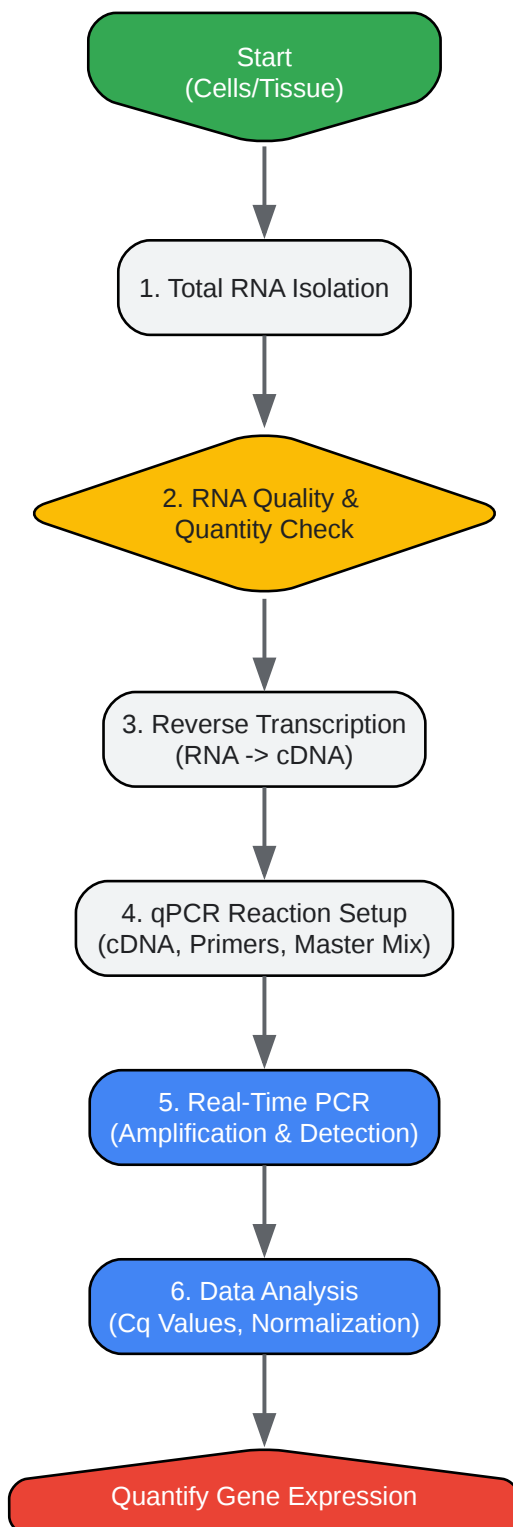 Start
(Cells/Tissue)
1. Total RNA Isolation
2. RNA Quality &
Quantity Check
3. Reverse Transcription
(RNA -> cDNA)
4. qPCR Reaction Setup
(cDNA, Primers, Master Mix)
5. Real-Time PCR
(Amplification & Detection)
6. Data Analysis
(Cq Values, Normalization)
Quantify Gene Expression